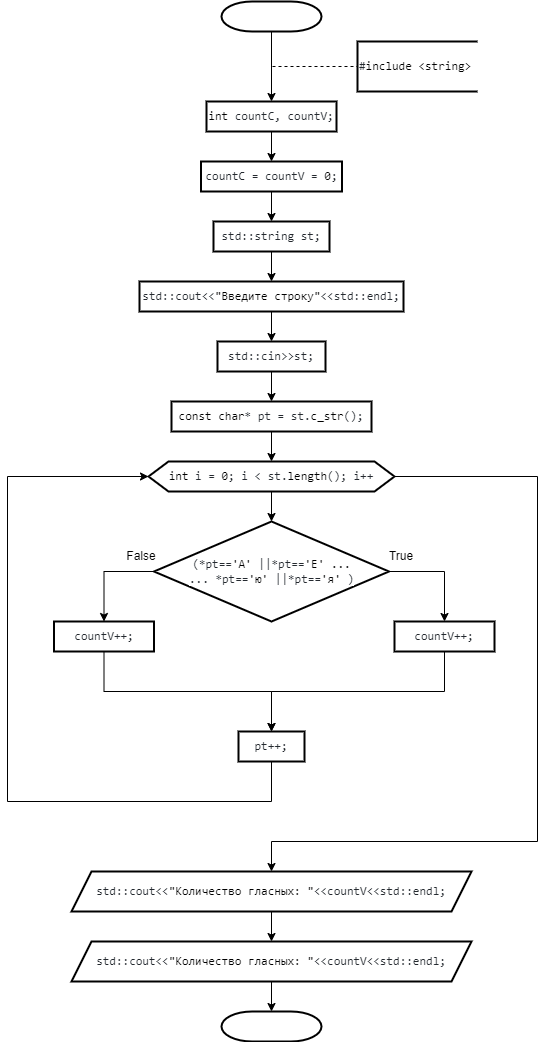 #include <string>
int countC, countV;
countC = countV = 0;
std::string st;
std::cout<<"Введите строку"<<std::endl;
std::cin>>st;
const char* pt = st.c_str();
int i = 0; i < st.length(); i++
False
True
(*pt=='А' ||*pt=='Е' ...
... *pt=='ю' ||*pt=='я' )
countV++;
countV++;
pt++;
std::cout<<"Количество гласных: "<<countV<<std::endl;
std::cout<<"Количество гласных: "<<countV<<std::endl;